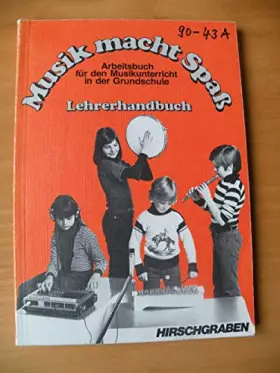 90-43A
Musik macht Spaß
Arbeitsbuch
für den Musikunterricht
in der Grundschule
Lehrerhandbuch
HIRSCHGRABEN